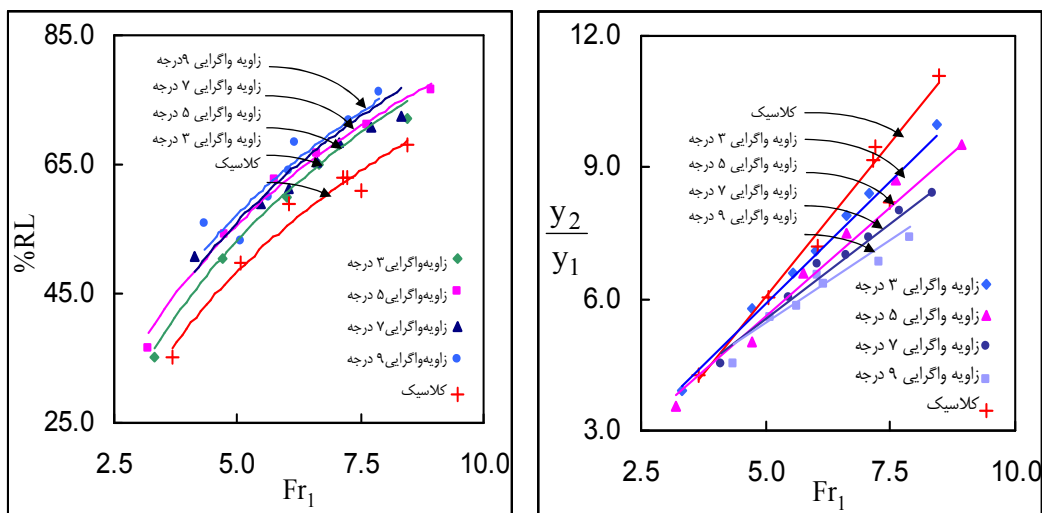 85.0
65.0
45.0
25.0
%RL
زاویه واگرایی ۹درجه
زاویه واگرایی ۷ درجه
زاویه واگرایی ۵ درجه
زاویه واگرایی ۳ درجه
کلاسیک
زاویه‌واگرایی۳ درجه
زاویه‌واگرایی۵ درجه
زاویه‌واگرایی۷ درجه
زاویه‌واگرایی۹ درجه
کلاسیک
2.5 5.0 7.5 10.0
Fr₁
12.0
9.0
6.0
3.0
y₂
y₁
کلاسیک
زاویه واگرایی ۳ درجه
زاویه واگرایی ۵ درجه
زاویه واگرایی ۷ درجه
زاویه واگرایی ۹ درجه
زاویه واگرایی ۳ درجه
زاویه واگرایی ۵ درجه
زاویه واگرایی ۷ درجه
زاویه واگرایی ۹ درجه
کلاسیک
2.5 5.0 7.5 10.0
Fr₁